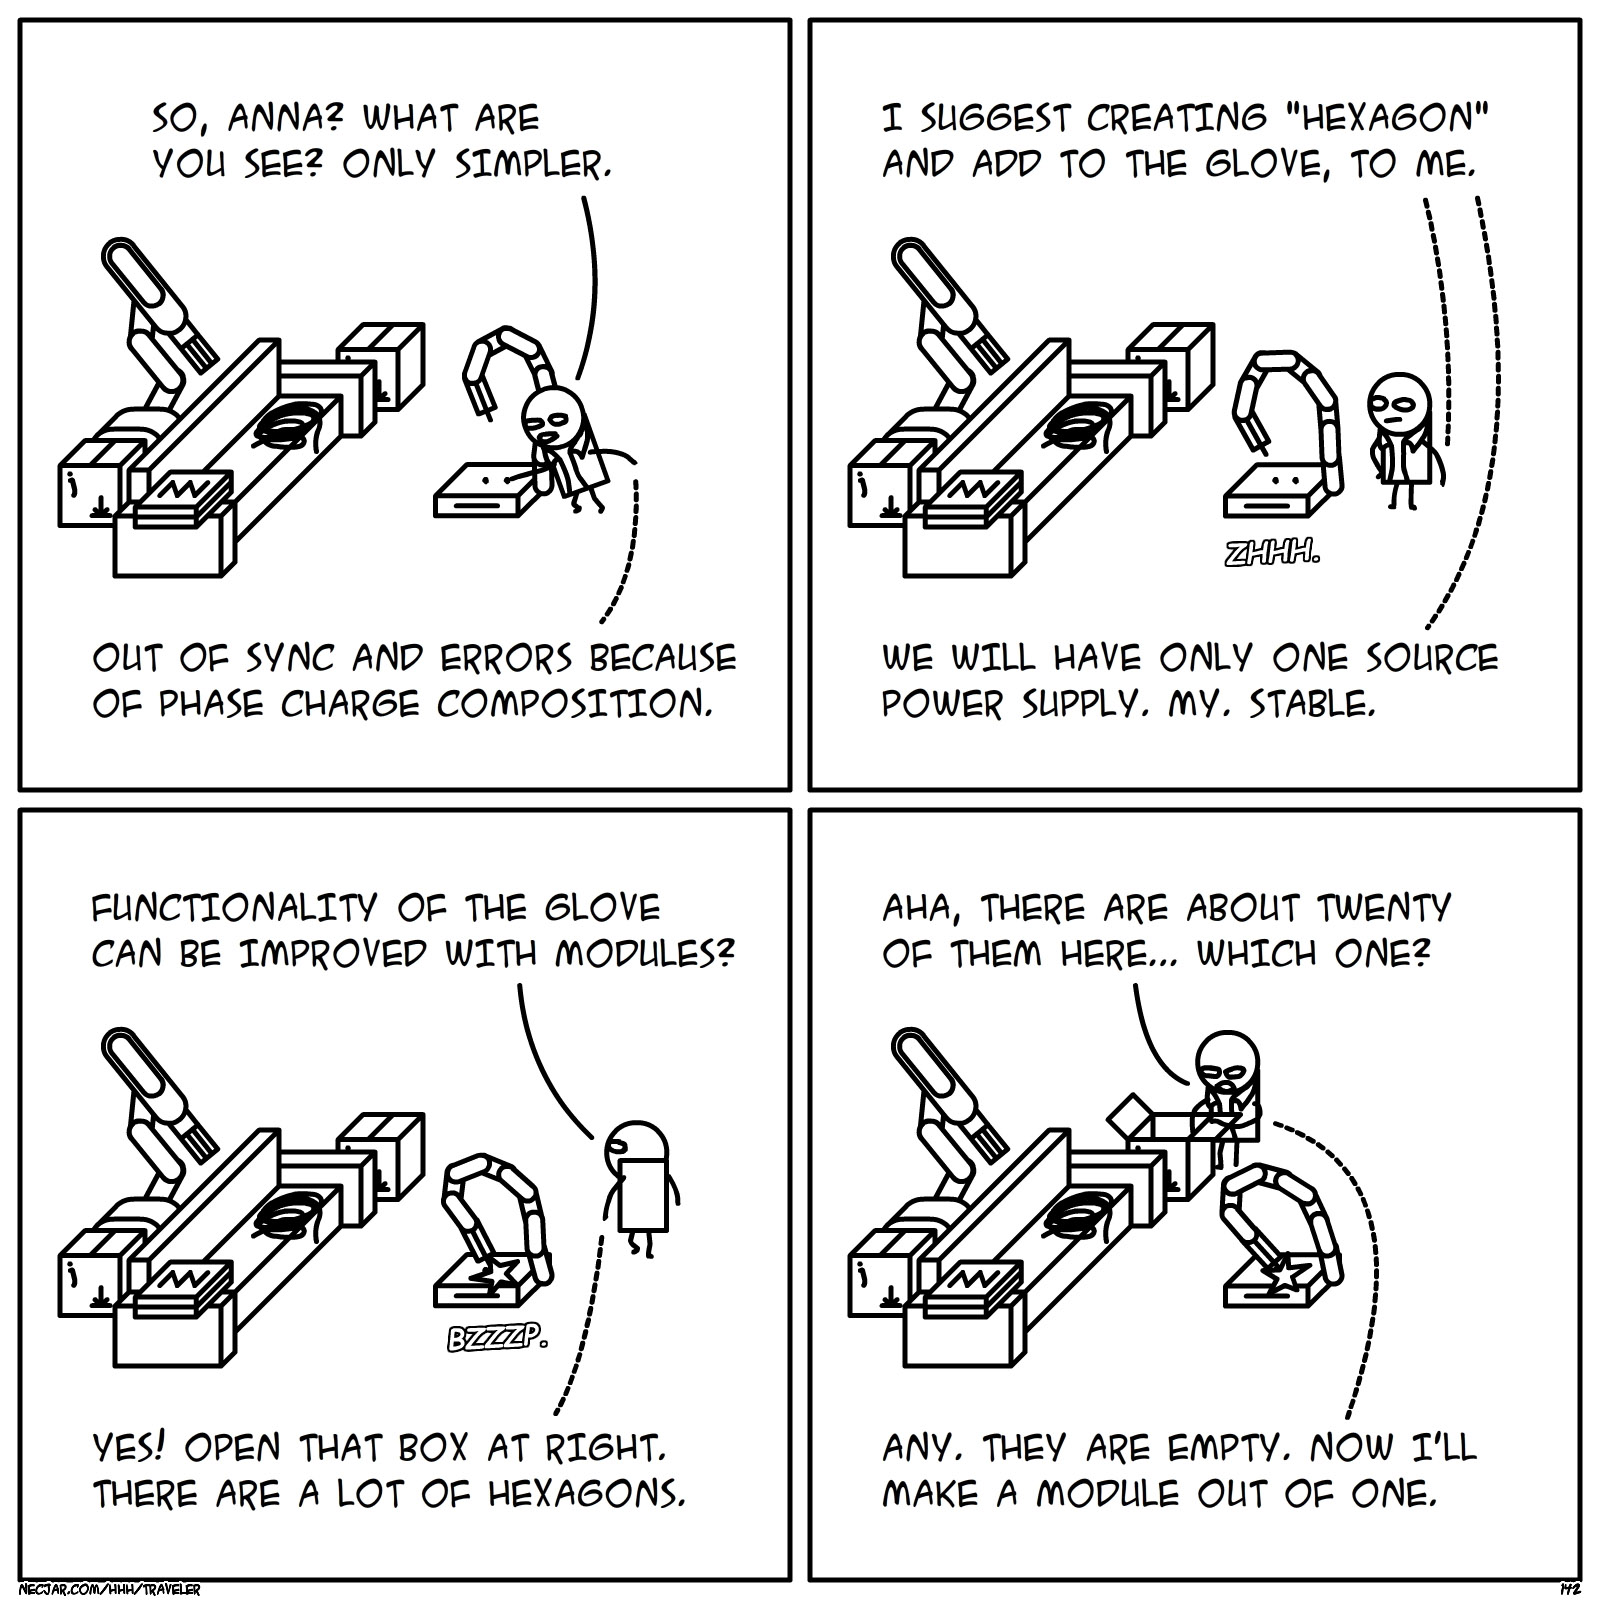 SO, ANNA? WHAT ARE
YOU SEE? ONLY SIMPLER.
OUT OF SYNC AND ERRORS BECAUSE
OF PHASE CHARGE COMPOSITION.
I SUGGEST CREATING "HEXAGON"
AND ADD TO THE GLOVE, TO ME.
ZHHH.
WE WILL HAVE ONLY ONE SOURCE
POWER SUPPLY. MY. STABLE.
FUNCTIONALITY OF THE GLOVE
CAN BE IMPROVED WITH MODULES?
BZZZP.
YES! OPEN THAT BOX AT RIGHT.
THERE ARE A LOT OF HEXAGONS.
AHA, THERE ARE ABOUT TWENTY
OF THEM HERE... WHICH ONE?
ANY. THEY ARE EMPTY. NOW I'LL
MAKE A MODULE OUT OF ONE.
NECJAR.COM/HHH/TRAVELER
142